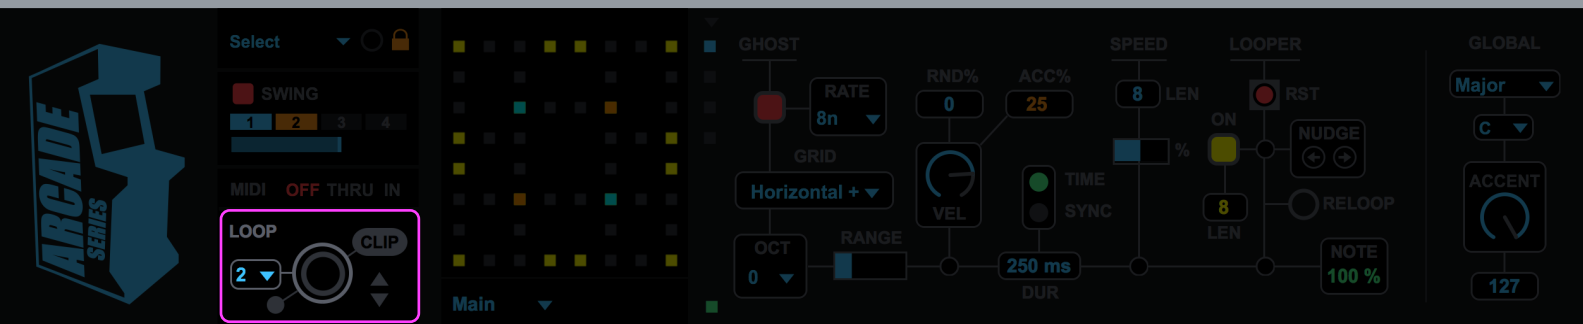 ARCADE
SERIES
Select
SWING
1 2 3 4
MIDI OFF THRU IN
LOOP
CLIP
2
Main
GHOST
RATE
8n
GRID
Horizontal +
OCT
0
RANGE
RND%
0
ACC%
25
VEL
TIME
SYNC
250 ms
DUR
SPEED
8 LEN
%
LOOPER
RST
ON
NUDGE
8
LEN
RELOOP
NOTE
100 %
GLOBAL
Major
C
ACCENT
127